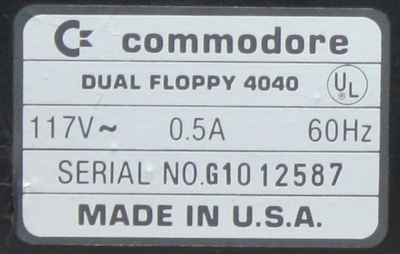 commodore
DUAL FLOPPY 4040 UL
117V~ 0.5A 60Hz
SERIAL NO.G1012587
MADE IN U.S.A.